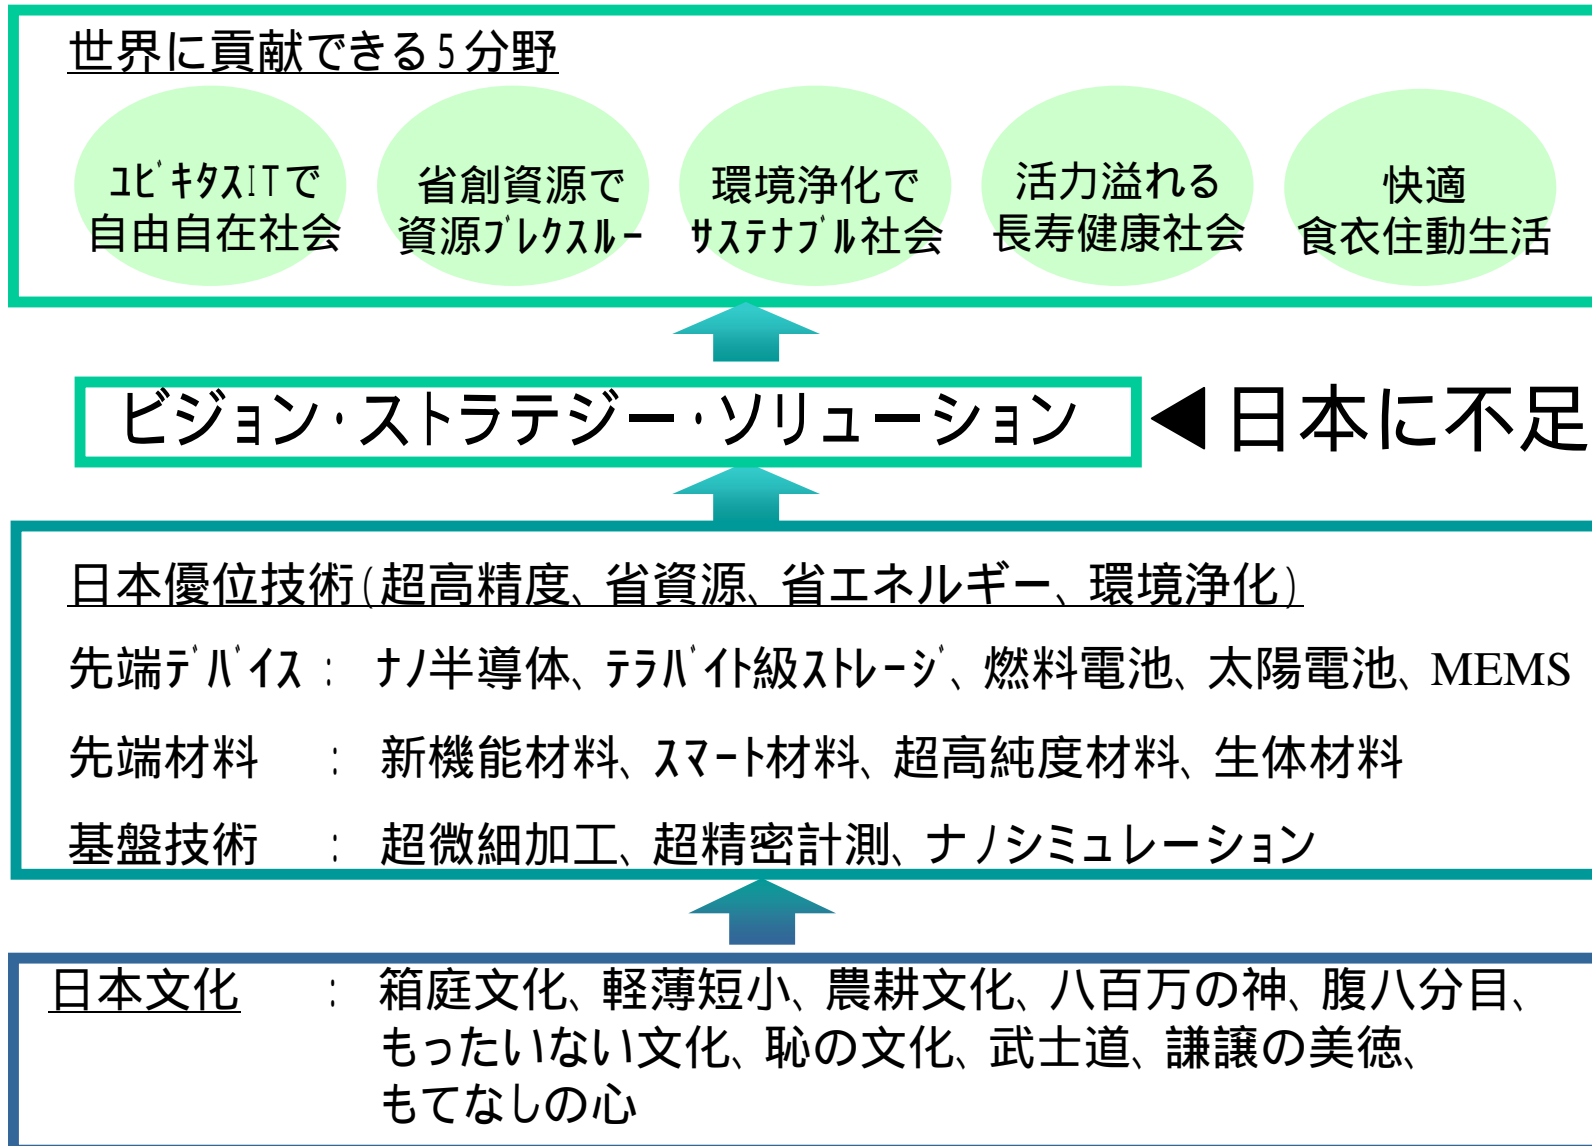 世界に貢献できる5分野
ﾕﾋﾞｷﾀｽITで
自由自在社会
省創資源で
資源ﾌﾞﾚｸｽﾙｰ
環境浄化で
ｻｽﾃﾅﾌﾞﾙ社会
活力溢れる
長寿健康社会
快適
食衣住動生活
ビジョン・ストラテジー・ソリューション
◀日本に不足
日本優位技術(超高精度、省資源、省エネルギー、環境浄化)
先端ﾃﾞﾊﾞｲｽ： ﾅﾉ半導体、ﾃﾗﾊﾞｲﾄ級ｽﾄﾚｰｼﾞ、燃料電池、太陽電池、MEMS
先端材料 ： 新機能材料、ｽﾏｰﾄ材料、超高純度材料、生体材料
基盤技術 ： 超微細加工、超精密計測、ナノシミュレーション
日本文化 ： 箱庭文化、軽薄短小、農耕文化、八百万の神、腹八分目、
もったいない文化、恥の文化、武士道、謙譲の美徳、
もてなしの心